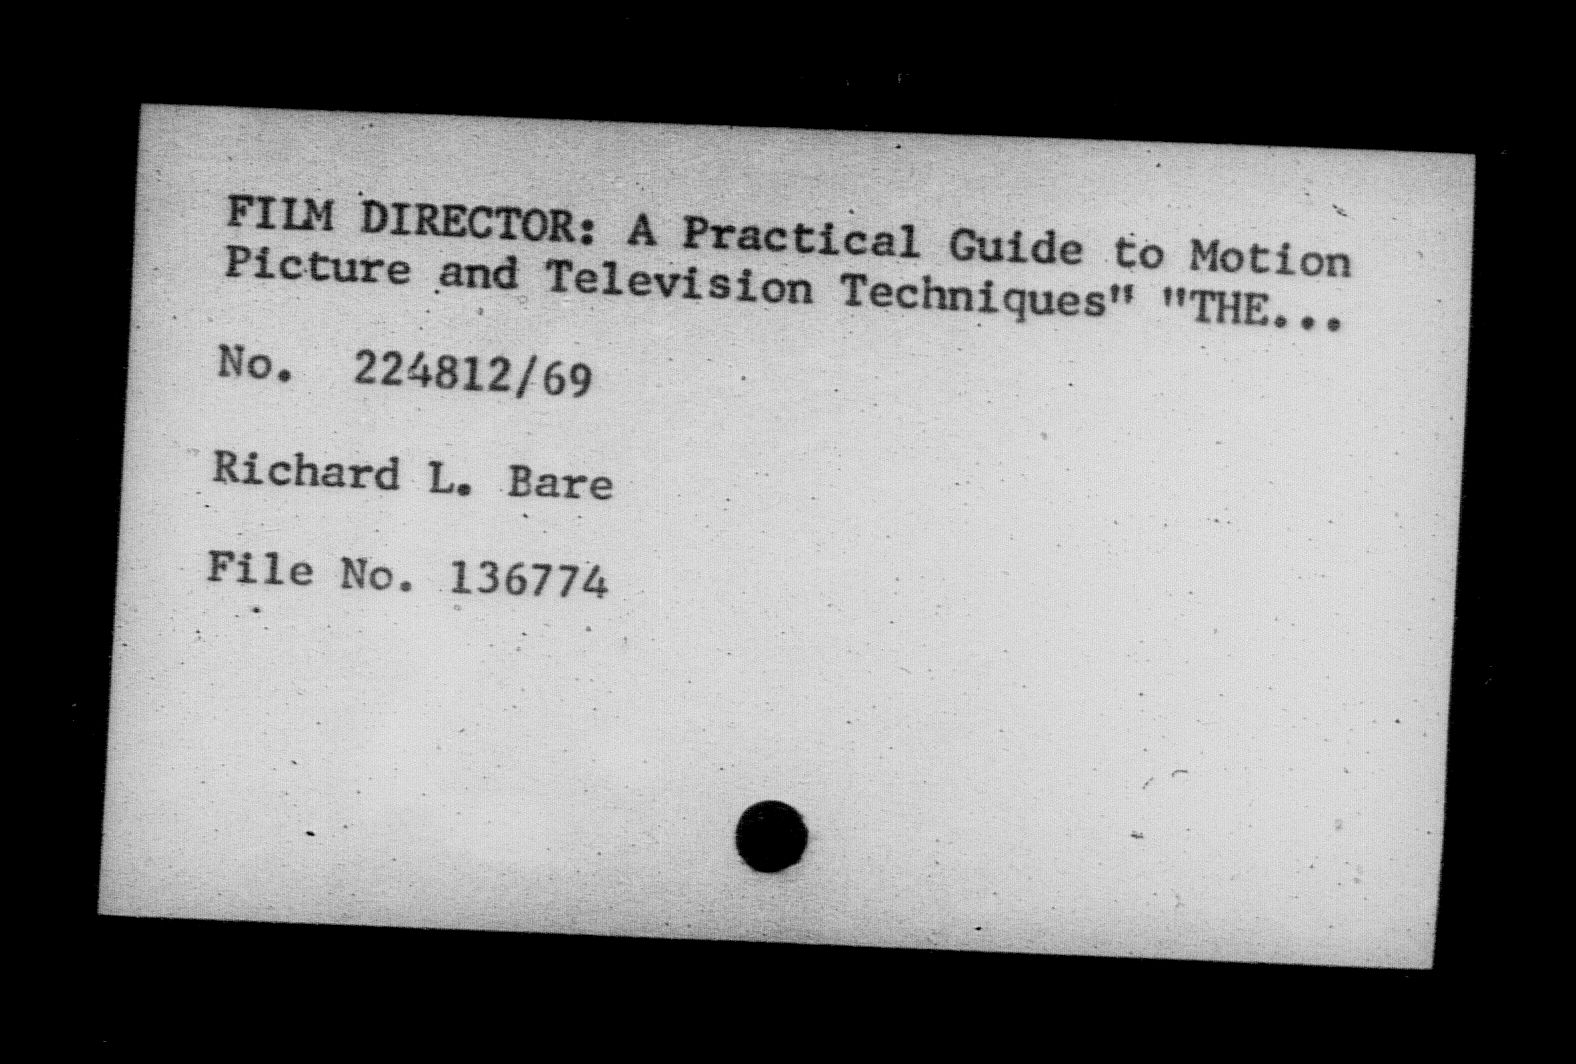 FILM DIRECTOR: A Practical Guide to Motion
Picture and Television Techniques" "THE...
No. 224812/69
Richard L. Bare
File No. 136774